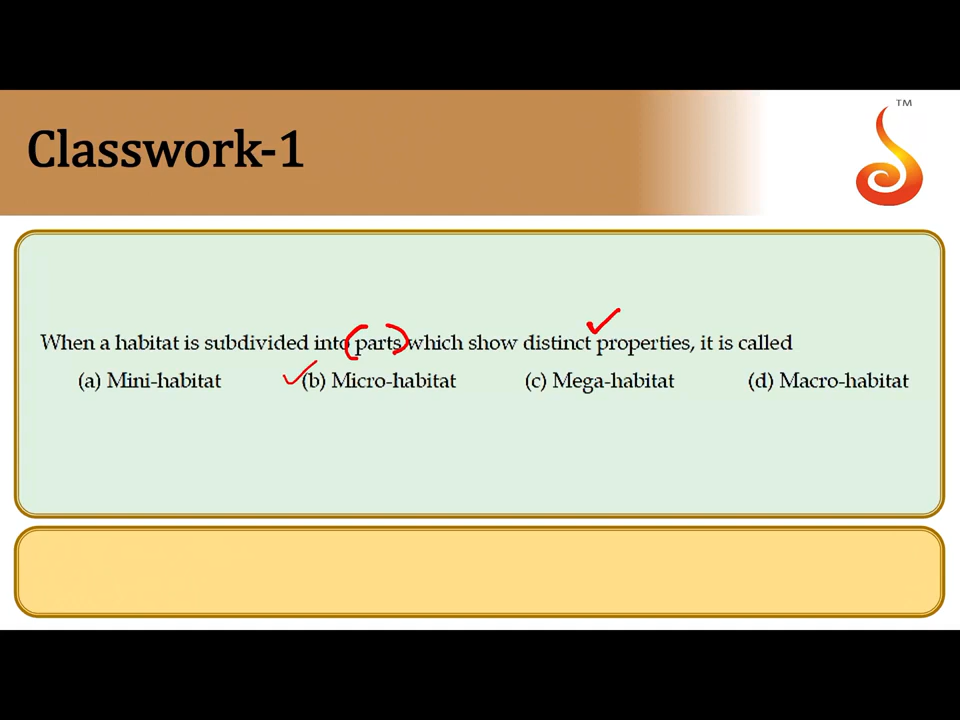 TM
Classwork-1
When a habitat is subdivided into parts which show distinct properties, it is called
(a) Mini-habitat (b) Micro-habitat (c) Mega-habitat (d) Macro-habitat